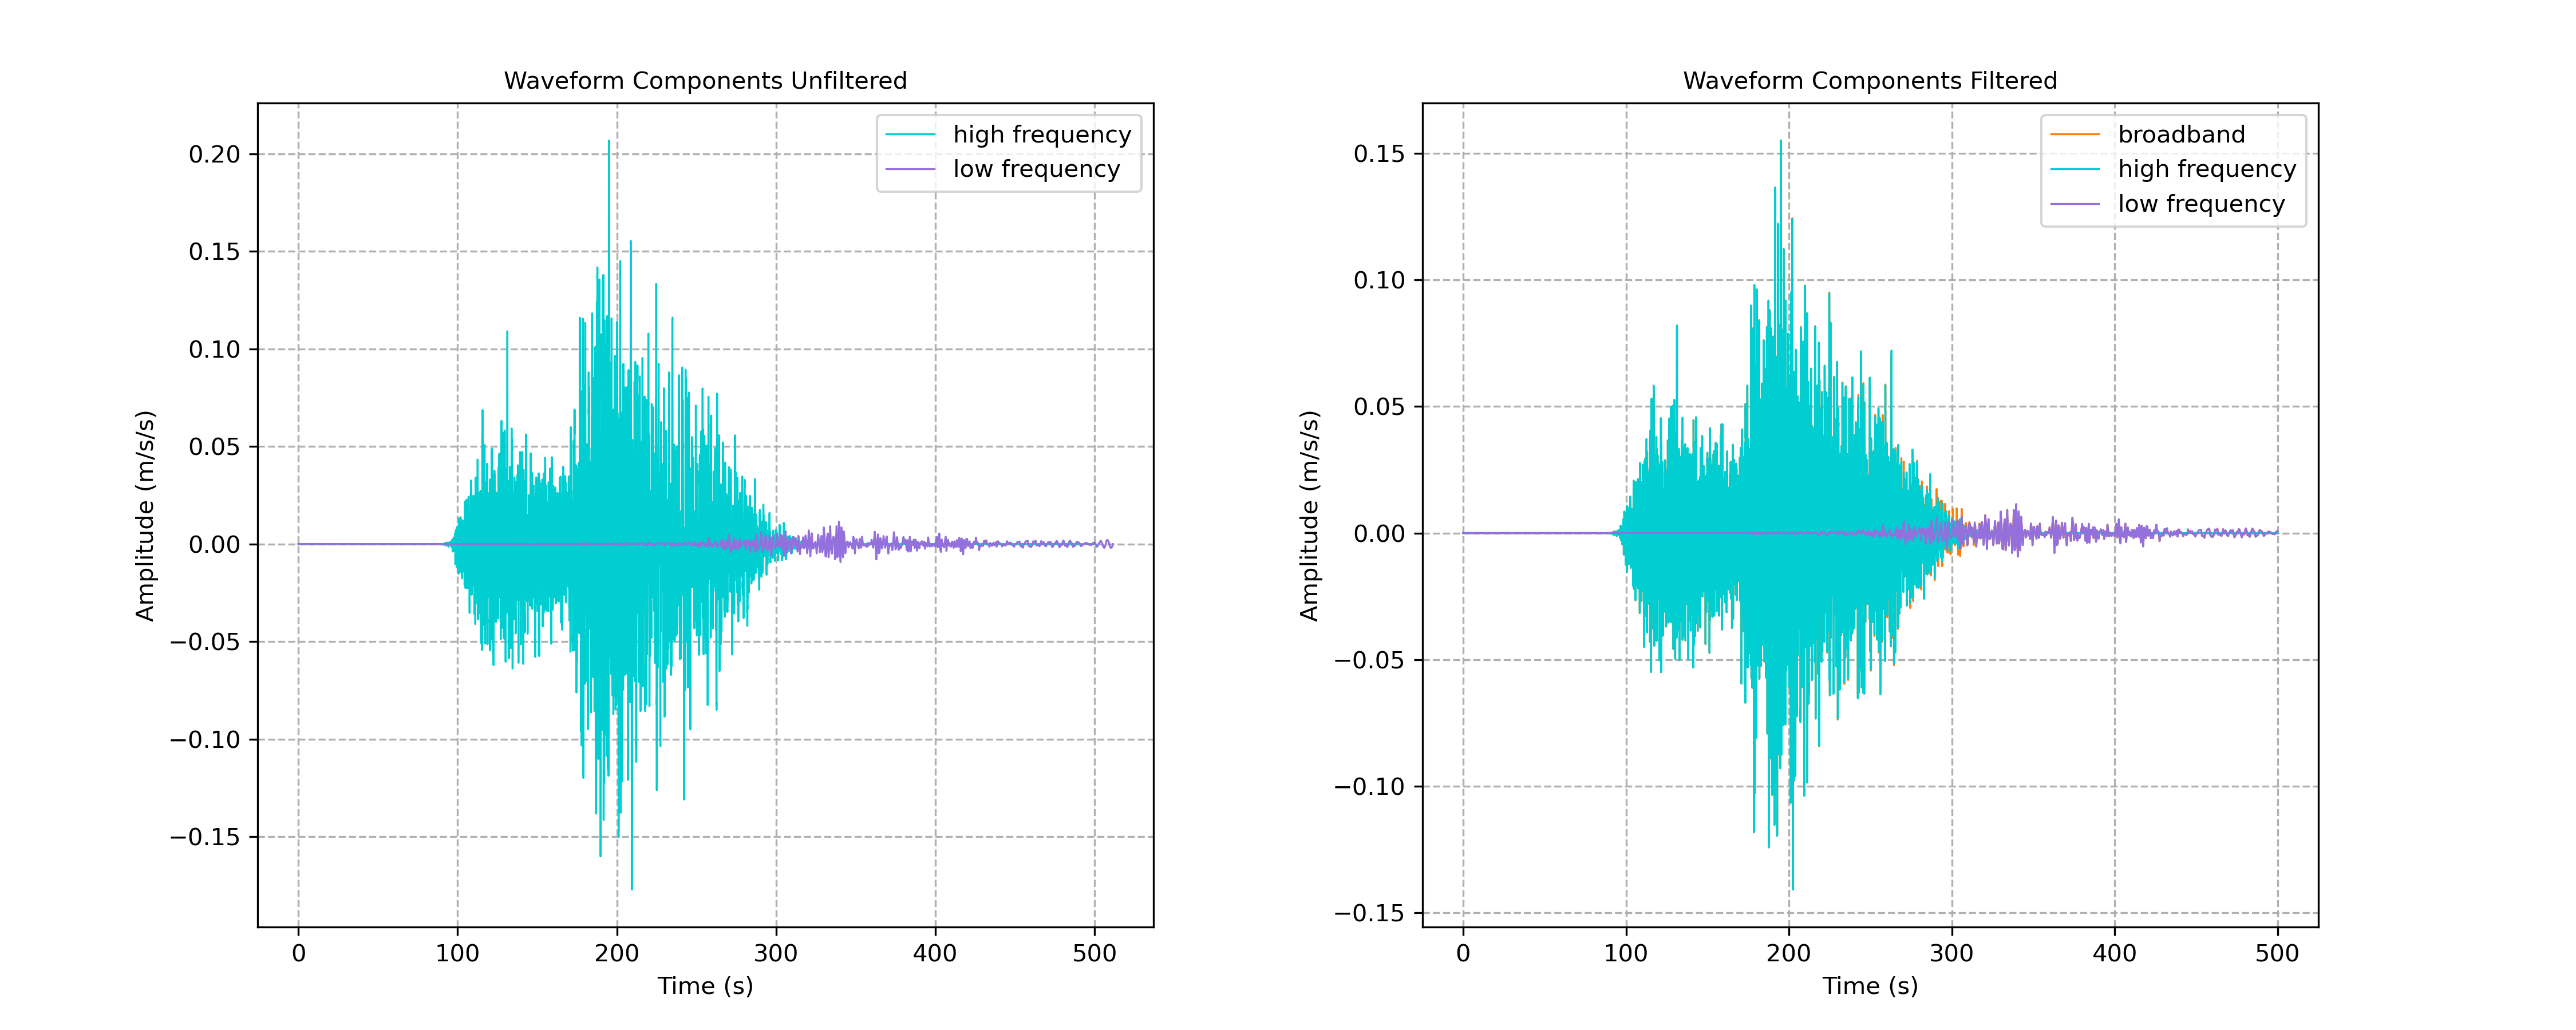 Waveform Components Unfiltered
high frequency
low frequency
0.20
0.15
0.10
0.05
0.00
−0.05
−0.10
−0.15
Amplitude (m/s/s)
0 100 200 300 400 500
Time (s)
Waveform Components Filtered
broadband
high frequency
low frequency
0.15
0.10
0.05
0.00
−0.05
−0.10
−0.15
Amplitude (m/s/s)
0 100 200 300 400 500
Time (s)